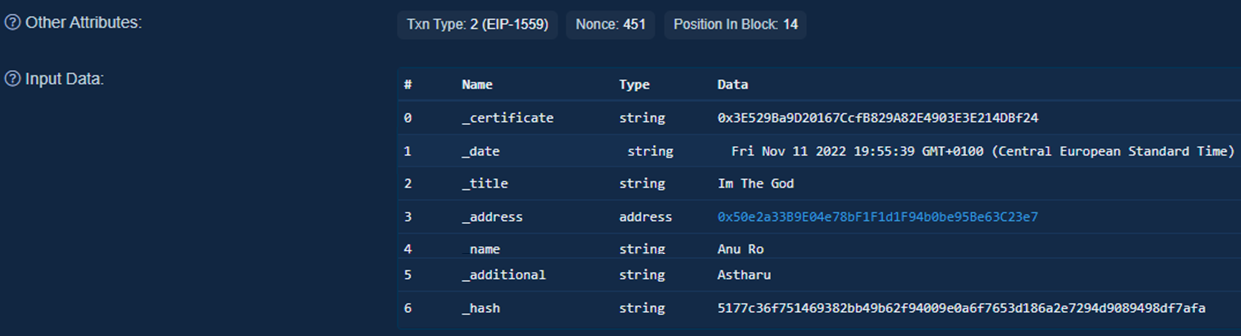 Other Attributes: Txn Type: 2 (EIP-1559) Nonce: 451 Position In Block: 14
Input Data:
# Name Type Data
0 _certificate string 0x3E529Ba9D20167CcfB829A82E4903E3E214DBf24
1 _date string Fri Nov 11 2022 19:55:39 GMT+0100 (Central European Standard Time)
2 _title string Im The God
3 _address address 0x50e2a33B9E04e78bF1F1d1F94b0be95Be63C23e7
4 _name string Anu Ro
5 _additional string Astharu
6 _hash string 5177c36f751469382bb49b62f94009e0a6f7653d186a2e7294d9089498df7afa